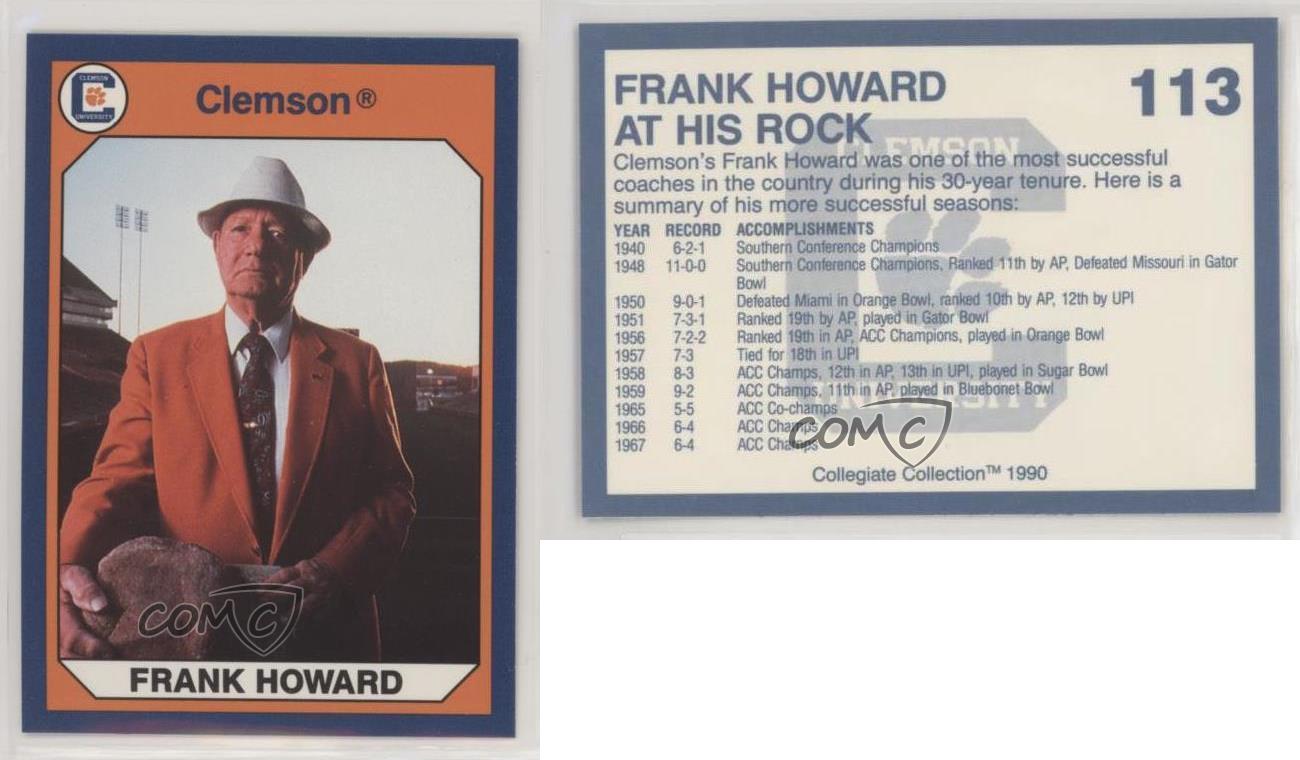 CLEMSON
UNIVERSITY
Clemson®
COMC
FRANK HOWARD
FRANK HOWARD
AT HIS ROCK
113
CLEMSON
UNIVERSITY
Clemson's Frank Howard was one of the most successful
coaches in the country during his 30-year tenure. Here is a
summary of his more successful seasons:
YEAR RECORD ACCOMPLISHMENTS
1940 6-2-1 Southern Conference Champions
1948 11-0-0 Southern Conference Champions, Ranked 11th by AP, Defeated Missouri in Gator
Bowl
1950 9-0-1 Defeated Miami in Orange Bowl, ranked 10th by AP, 12th by UPI
1951 7-3-1 Ranked 19th by AP, played in Gator Bowl
1956 7-2-2 Ranked 19th in AP, ACC Champions, played in Orange Bowl
1957 7-3 Tied for 18th in UPI
1958 8-3 ACC Champs, 12th in AP, 13th in UPI, played in Sugar Bowl
1959 9-2 ACC Champs, 11th in AP, played in Bluebonnet Bowl
1965 5-5 ACC Co-champs
1966 6-4 ACC Champs
1967 6-4 ACC Champs
COMC
Collegiate Collection™ 1990